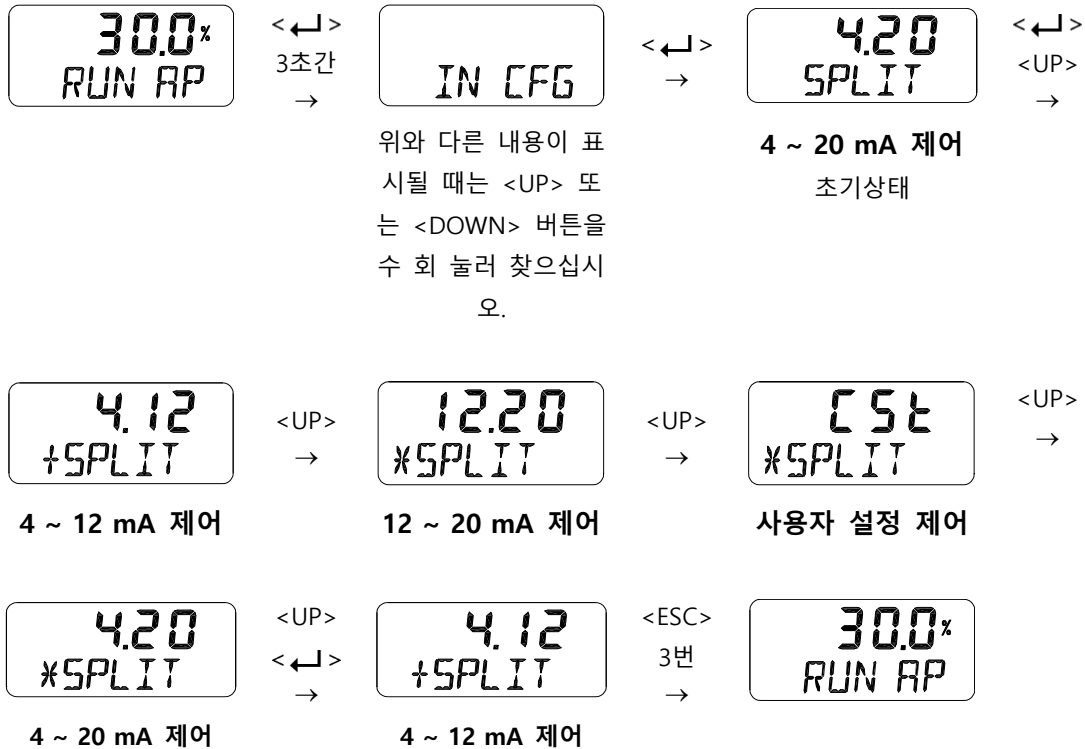 30.0%
RUN AP
<↵>
3초간
→
IN CFG
위와 다른 내용이 표
시될 때는 <UP> 또
는 <DOWN> 버튼을
수 회 눌러 찾으십시
오.
<↵>
→
4.20
SPLIT
4 ~ 20 mA 제어
초기상태
<↵>
<UP>
→
4.12
+SPLIT
4 ~ 12 mA 제어
<UP>
→
12.20
*SPLIT
12 ~ 20 mA 제어
<UP>
→
CSt
*SPLIT
사용자 설정 제어
<UP>
→
4.20
*SPLIT
4 ~ 20 mA 제어
<UP>
<↵>
→
4.12
+SPLIT
4 ~ 12 mA 제어
<ESC>
3번
→
30.0%
RUN AP